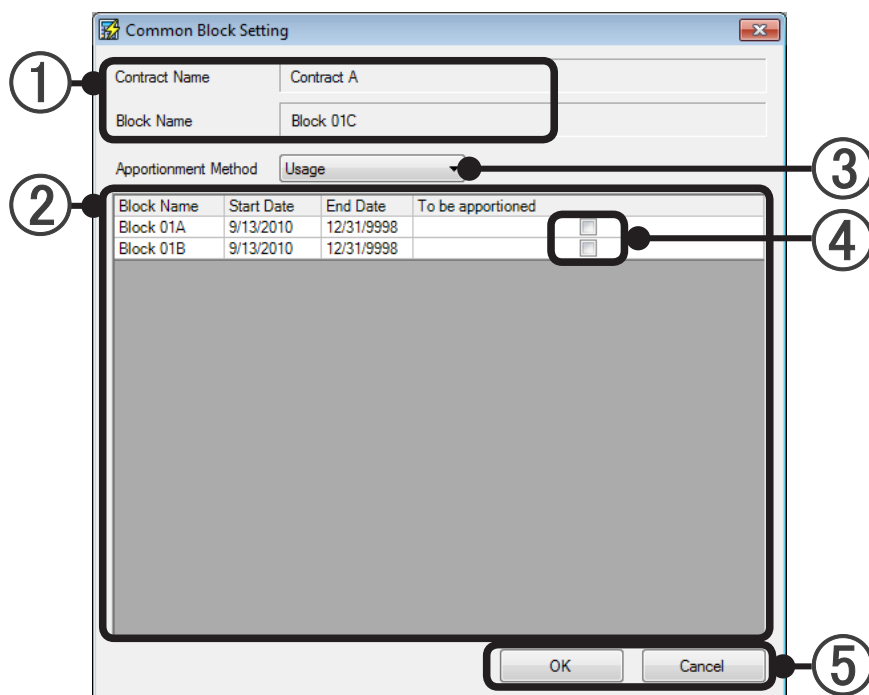 Common Block Setting
① Contract Name Contract A
Block Name Block 01C
Apportionment Method Usage ③
② Block Name Start Date End Date To be apportioned
Block 01A 9/13/2010 12/31/9998 ④
Block 01B 9/13/2010 12/31/9998
OK Cancel ⑤